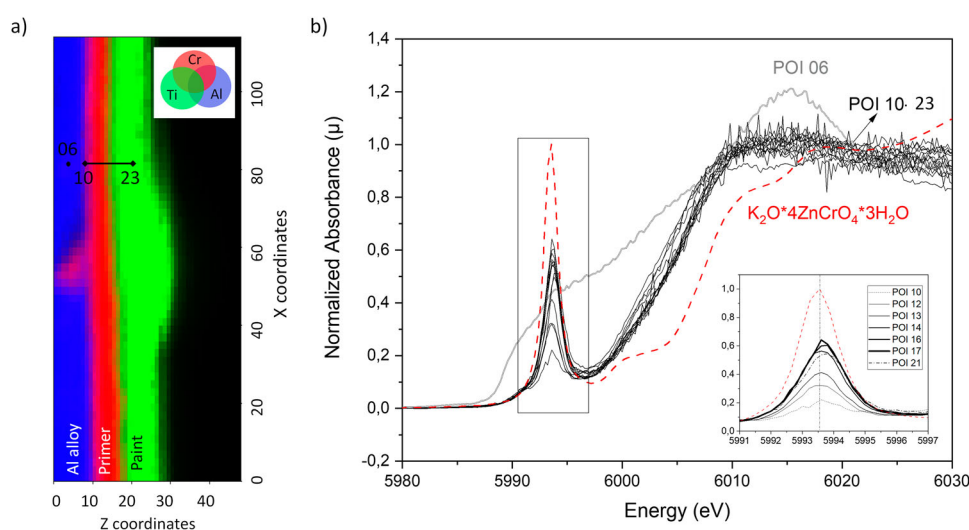 a)
Cr
Ti
Al
06
10
23
Al alloy
Primer
Paint
0
20
40
60
80
100
X coordinates
0 10 20 30 40
Z coordinates
b)
1,4
1,2
1,0
0,8
0,6
0,4
0,2
0,0
-0,2
Normalized Absorbance (µ)
POI 06
POI 10· 23
K₂O*4ZnCrO₄*3H₂O
1,0
0,8
0,6
0,4
0,2
0,0
POI 10
POI 12
POI 13
POI 14
POI 16
POI 17
POI 21
5991 5992 5993 5994 5995 5996 5997
5980 5990 6000 6010 6020 6030
Energy (eV)